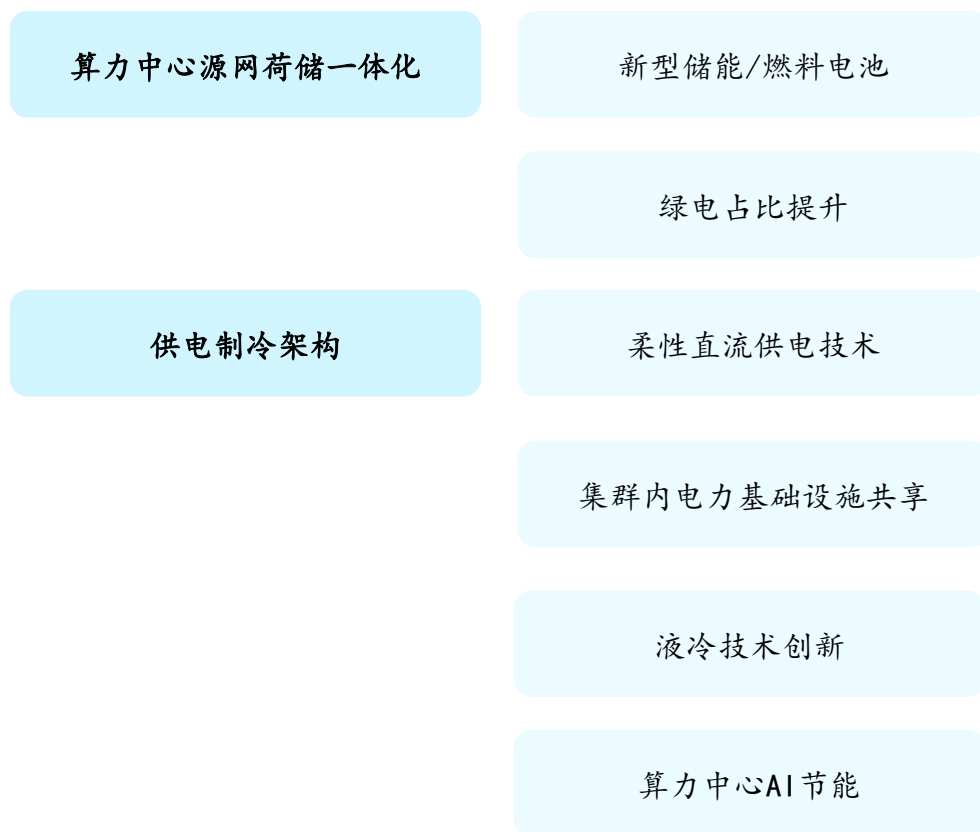 算力中心源网荷储一体化
新型储能/燃料电池
绿电占比提升
供电制冷架构
柔性直流供电技术
集群内电力基础设施共享
液冷技术创新
算力中心AI节能